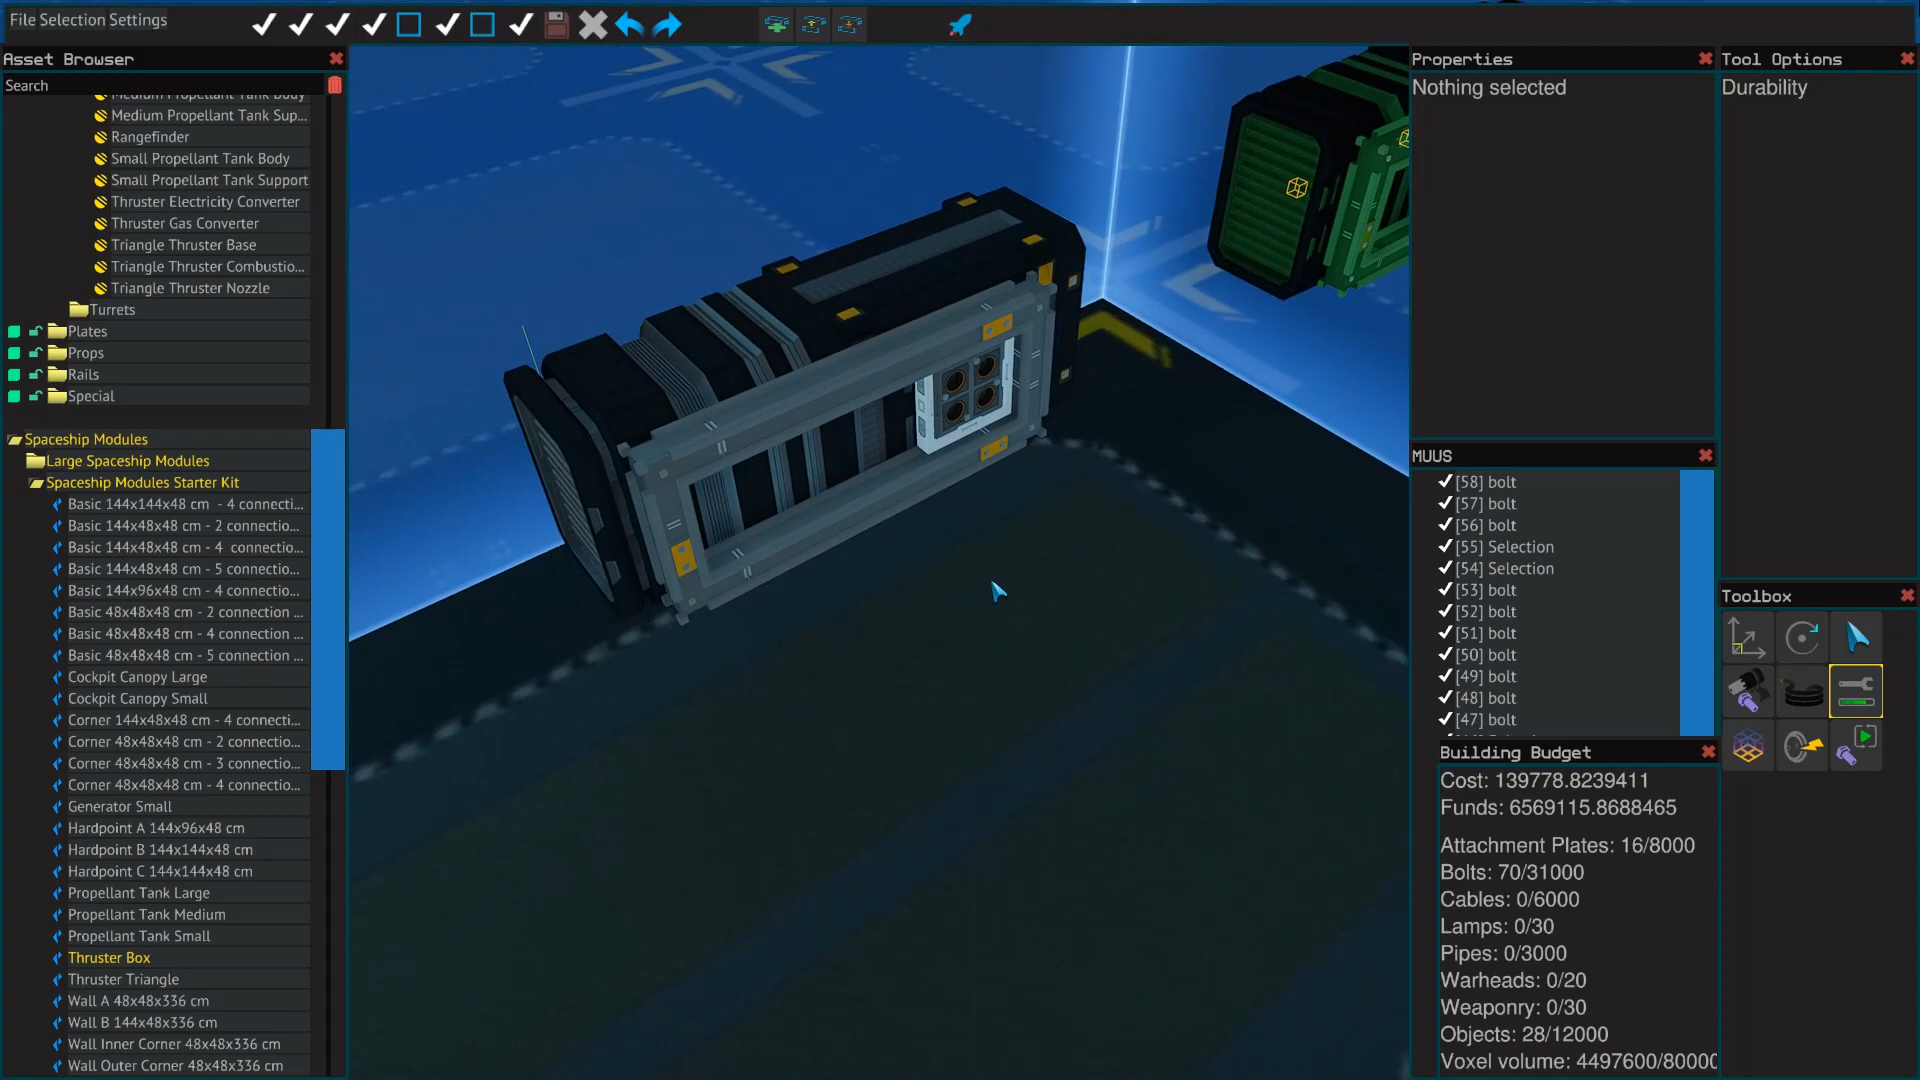 File Selection Settings
Asset Browser
Search
Medium Propellant Tank Body
Medium Propellant Tank Sup...
Rangefinder
Small Propellant Tank Body
Small Propellant Tank Support
Thruster Electricity Converter
Thruster Gas Converter
Triangle Thruster Base
Triangle Thruster Combustio...
Triangle Thruster Nozzle
Turrets
Plates
Props
Rails
Special
Spaceship Modules
Large Spaceship Modules
Spaceship Modules Starter Kit
Basic 144x144x48 cm - 4 connecti...
Basic 144x48x48 cm - 2 connectio...
Basic 144x48x48 cm - 4 connectio...
Basic 144x48x48 cm - 5 connectio...
Basic 144x96x48 cm - 4 connectio...
Basic 48x48x48 cm - 2 connection ...
Basic 48x48x48 cm - 4 connection ...
Basic 48x48x48 cm - 5 connection ...
Cockpit Canopy Large
Cockpit Canopy Small
Corner 144x48x48 cm - 4 connecti...
Corner 48x48x48 cm - 2 connectio...
Corner 48x48x48 cm - 3 connectio...
Corner 48x48x48 cm - 4 connectio...
Generator Small
Hardpoint A 144x96x48 cm
Hardpoint B 144x144x48 cm
Hardpoint C 144x144x48 cm
Propellant Tank Large
Propellant Tank Medium
Propellant Tank Small
Thruster Box
Thruster Triangle
Wall A 48x48x336 cm
Wall B 144x48x336 cm
Wall Inner Corner 48x48x336 cm
Wall Outer Corner 48x48x336 cm
Properties
Nothing selected
MUUS
[58] bolt
[57] bolt
[56] bolt
[55] Selection
[54] Selection
[53] bolt
[52] bolt
[51] bolt
[50] bolt
[49] bolt
[48] bolt
[47] bolt
Building Budget
Cost: 139778.8239411
Funds: 6569115.8688465
Attachment Plates: 16/8000
Bolts: 70/31000
Cables: 0/6000
Lamps: 0/30
Pipes: 0/3000
Warheads: 0/20
Weaponry: 0/30
Objects: 28/12000
Voxel volume: 4497600/80000
Tool Options
Durability
Toolbox